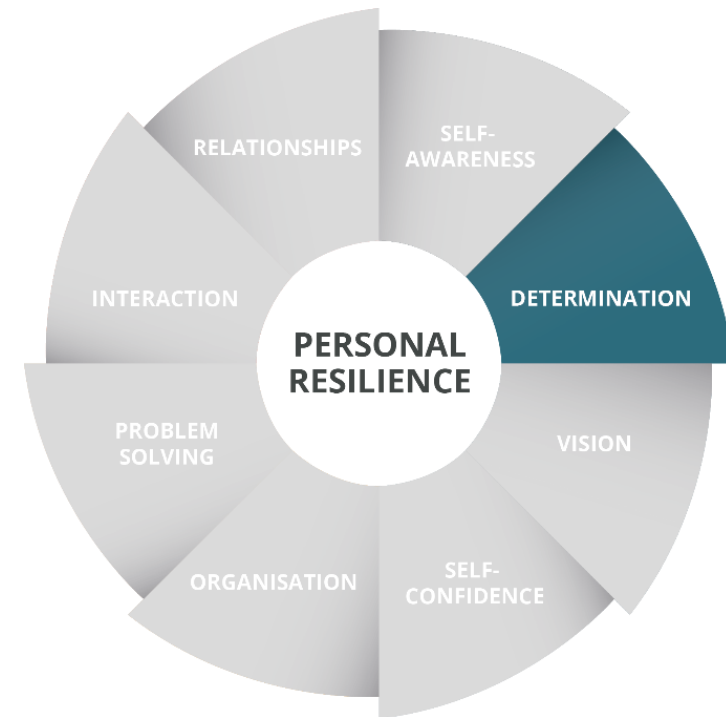 PERSONAL
RESILIENCE
SELF-
AWARENESS
DETERMINATION
VISION
SELF-
CONFIDENCE
ORGANISATION
PROBLEM
SOLVING
INTERACTION
RELATIONSHIPS